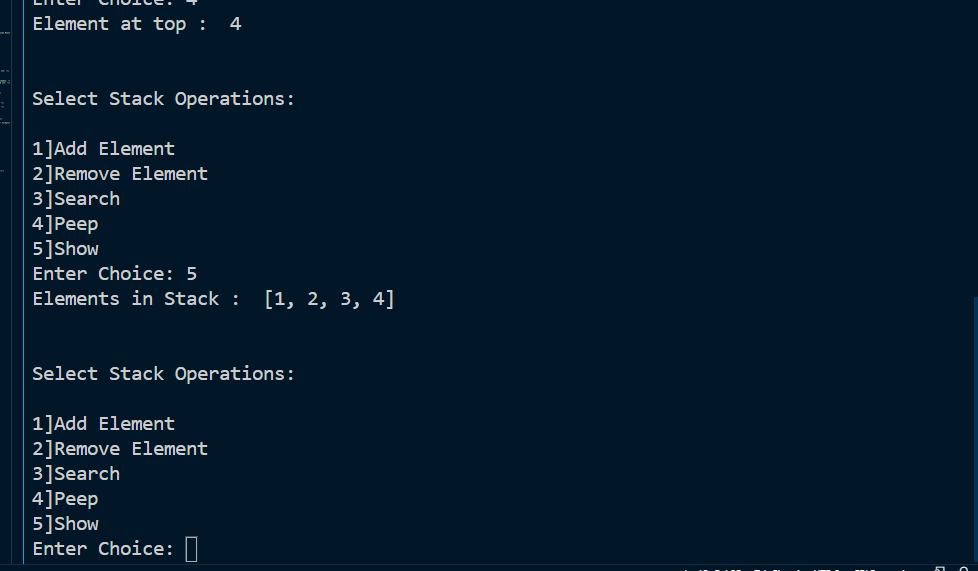 Enter Choice: 4
Element at top :  4
Select Stack Operations:
1]Add Element
2]Remove Element
3]Search
4]Peep
5]Show
Enter Choice: 5
Elements in Stack :  [1, 2, 3, 4]
Select Stack Operations:
1]Add Element
2]Remove Element
3]Search
4]Peep
5]Show
Enter Choice: